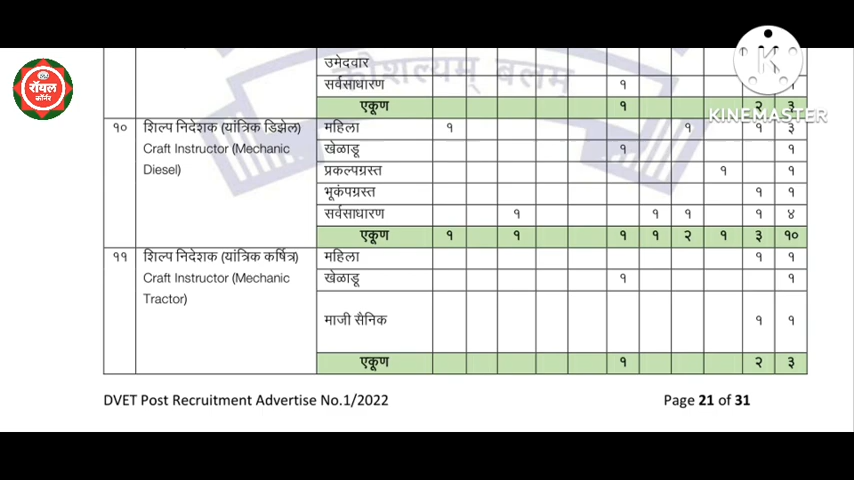 उमेदवार
सर्वसाधारण १
एकूण १ २ ३
कौशल्यम् बलम्
रॉयल
कॉर्नर
KINEMASTER
१० शिल्प निदेशक (यांत्रिक डिझेल) महिला १ १ १ ३
Craft Instructor (Mechanic खेळाडू १ १
Diesel) प्रकल्पग्रस्त १ १
भूकंपग्रस्त १ १
सर्वसाधारण १ १ १ १ ४
एकूण १ १ १ १ २ १ ३ १०
११ शिल्प निदेशक (यांत्रिक कर्षित्र) महिला १ १
Craft Instructor (Mechanic खेळाडू १ १
Tractor)
माजी सैनिक १ १
एकूण १ २ ३
DVET Post Recruitment Advertise No.1/2022 Page 21 of 31